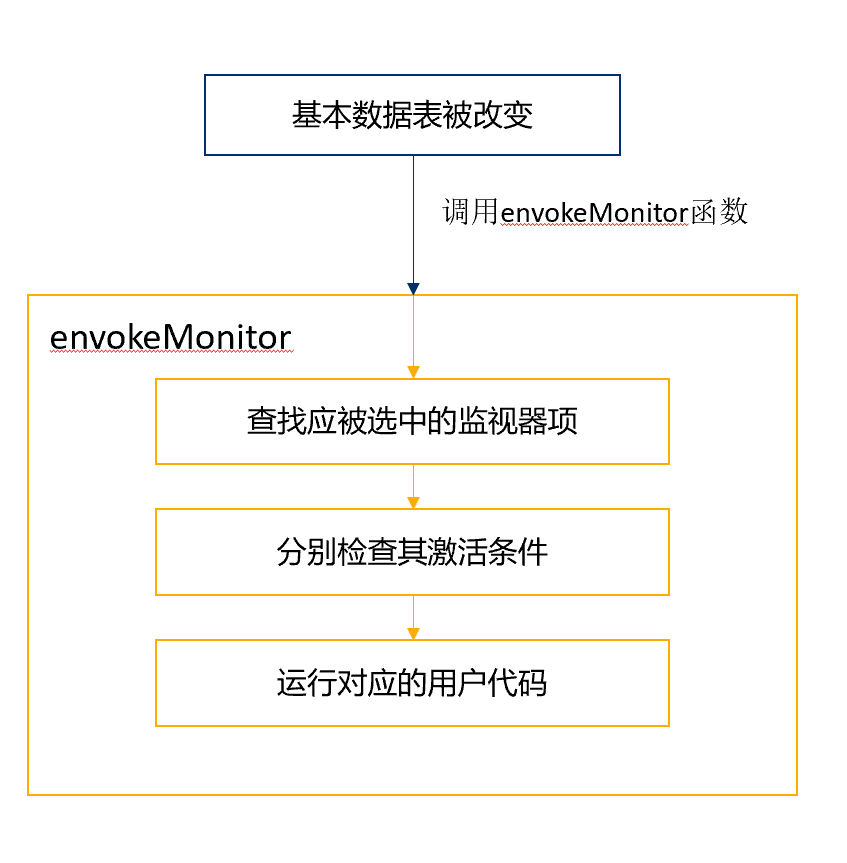 基本数据表被改变
调用envokeMonitor函数
envokeMonitor
查找应被选中的监视器项
分别检查其激活条件
运行对应的用户代码